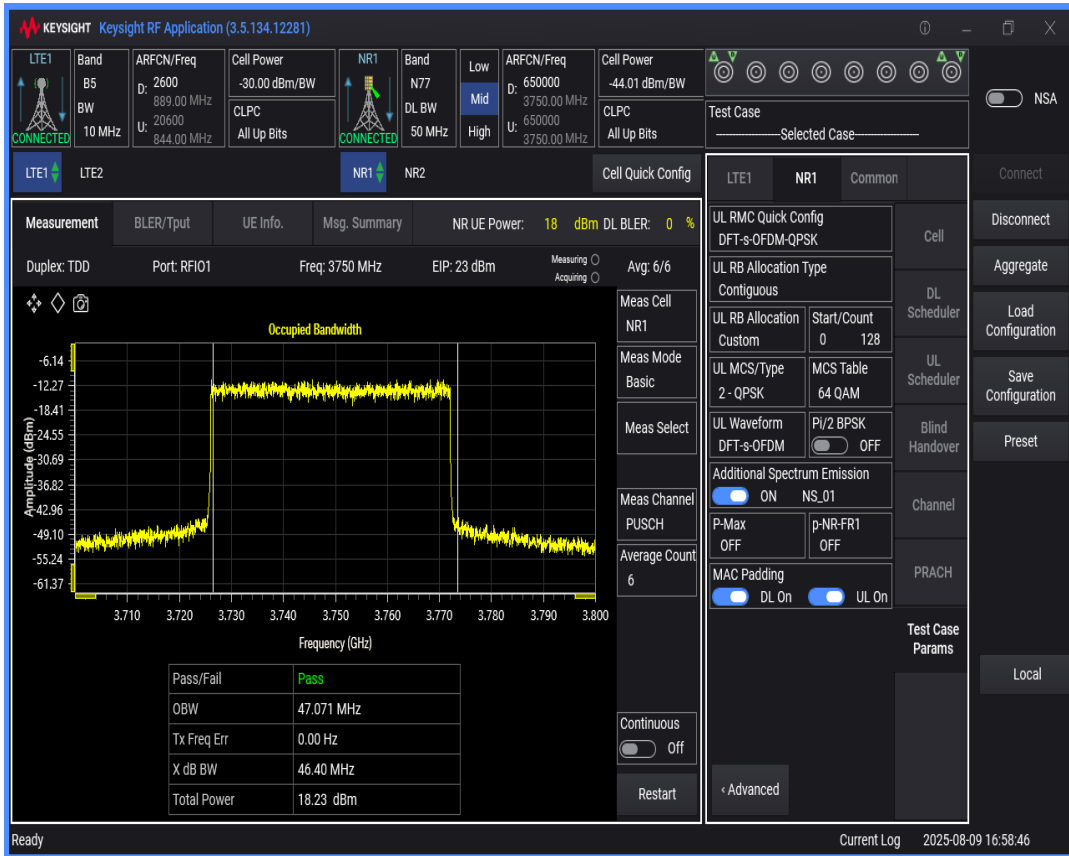 KEYSIGHT Keysight RF Application (3.5.134.12281)
LTE1 Band ARFCN/Freq Cell Power NR1 Band Low ARFCN/Freq Cell Power
B5 D: 2600 -30.00 dBm/BW N77 D: 650000 -44.01 dBm/BW
889.00 MHz Mid 3750.00 MHz
BW U: 20600 CLPC DL BW U: 650000 CLPC
CONNECTED 10 MHz 844.00 MHz All Up Bits CONNECTED 50 MHz High 3750.00 MHz All Up Bits
Test Case
---Selected Case---
NSA
LTE1 LTE2 NR1 NR2 Cell Quick Config
Measurement BLER/Tput UE Info. Msg. Summary NR UE Power: 18 dBm DL BLER: 0 %
Duplex: TDD Port: RFIO1 Freq: 3750 MHz EIP: 23 dBm Measuring Avg: 6/6
Acquiring
Occupied Bandwidth
Amplitude (dBm)
-6.14
-12.27
-18.41
-24.55
-30.69
-36.82
-42.96
-49.10
-55.24
-61.37
3.710 3.720 3.730 3.740 3.750 3.760 3.770 3.780 3.790 3.800
Frequency (GHz)
Pass/Fail Pass
OBW 47.071 MHz
Tx Freq Err 0.00 Hz
X dB BW 46.40 MHz
Total Power 18.23 dBm
Meas Cell
NR1
Meas Mode
Basic
Meas Select
Meas Channel
PUSCH
Average Count
6
Continuous
Off
Restart
LTE1 NR1 Common
UL RMC Quick Config
DFT-s-OFDM-QPSK
UL RB Allocation Type
Contiguous
UL RB Allocation Start/Count
Custom 0 128
UL MCS/Type MCS Table
2 - QPSK 64 QAM
UL Waveform Pi/2 BPSK
DFT-s-OFDM OFF
Additional Spectrum Emission
ON NS_01
P-Max p-NR-FR1
OFF OFF
MAC Padding
DL On UL On
< Advanced
Cell
DL
Scheduler
UL
Scheduler
Blind
Handover
Channel
PRACH
Test Case
Params
Connect
Disconnect
Aggregate
Load
Configuration
Save
Configuration
Preset
Local
Ready Current Log 2025-08-09 16:58:46